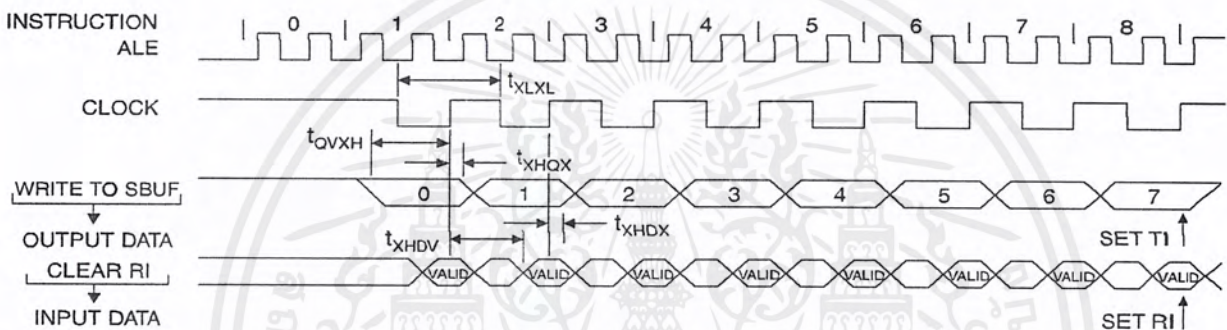 INSTRUCTION | 0 | 1 | 2 | 3 | 4 | 5 | 6 | 7 | 8 |
ALE
tXLXL
CLOCK
tQVXH
tXHQX
WRITE TO SBUF
0 1 2 3 4 5 6 7
tXHDX
OUTPUT DATA
SET TI
tXHDV
CLEAR RI
VALID VALID VALID VALID VALID VALID VALID VALID
INPUT DATA
SET RI